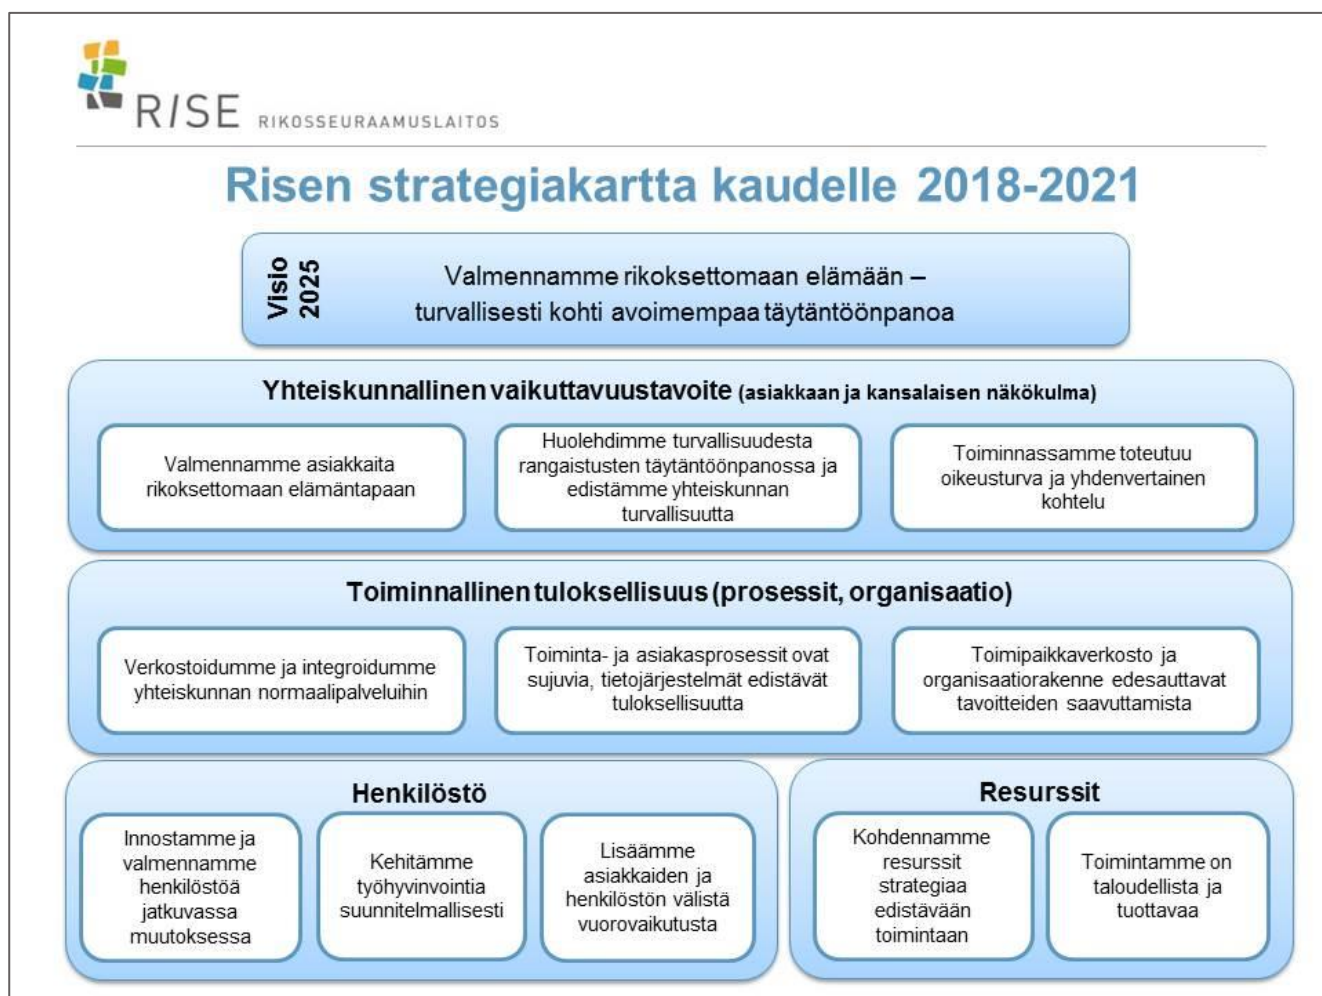 RISE RIKOSSEURAAMUSLAITOS
Risen strategiakartta kaudelle 2018-2021
Visio
2025
Valmennamme rikoksettomaan elämään –
turvallisesti kohti avoimempaa täytäntöönpanoa
Yhteiskunnallinen vaikuttavuustavoite (asiakkaan ja kansalaisen näkökulma)
Valmennamme asiakkaita
rikoksettomaan elämäntapaan
Huolehdimme turvallisuudesta
rangaistusten täytäntöönpanossa ja
edistämme yhteiskunnan
turvallisuutta
Toiminnassamme toteutuu
oikeusturva ja yhdenvertainen
kohtelu
Toiminnallinen tuloksellisuus (prosessit, organisaatio)
Verkostoidumme ja integroidumme
yhteiskunnan normaalipalveluihin
Toiminta- ja asiakasprosessit ovat
sujuvia, tietojärjestelmät edistävät
tuloksellisuutta
Toimipaikkaverkosto ja
organisaatiorakenne edesauttavat
tavoitteiden saavuttamista
Henkilöstö
Innostamme ja
valmennamme
henkilöstöä
jatkuvassa
muutoksessa
Kehitämme
työhyvinvointia
suunnitelmallisesti
Lisäämme
asiakkaiden ja
henkilöstön välistä
vuorovaikutusta
Resurssit
Kohdennamme
resurssit
strategiaa
edistävään
toimintaan
Toimintamme on
taloudellista ja
tuottavaa